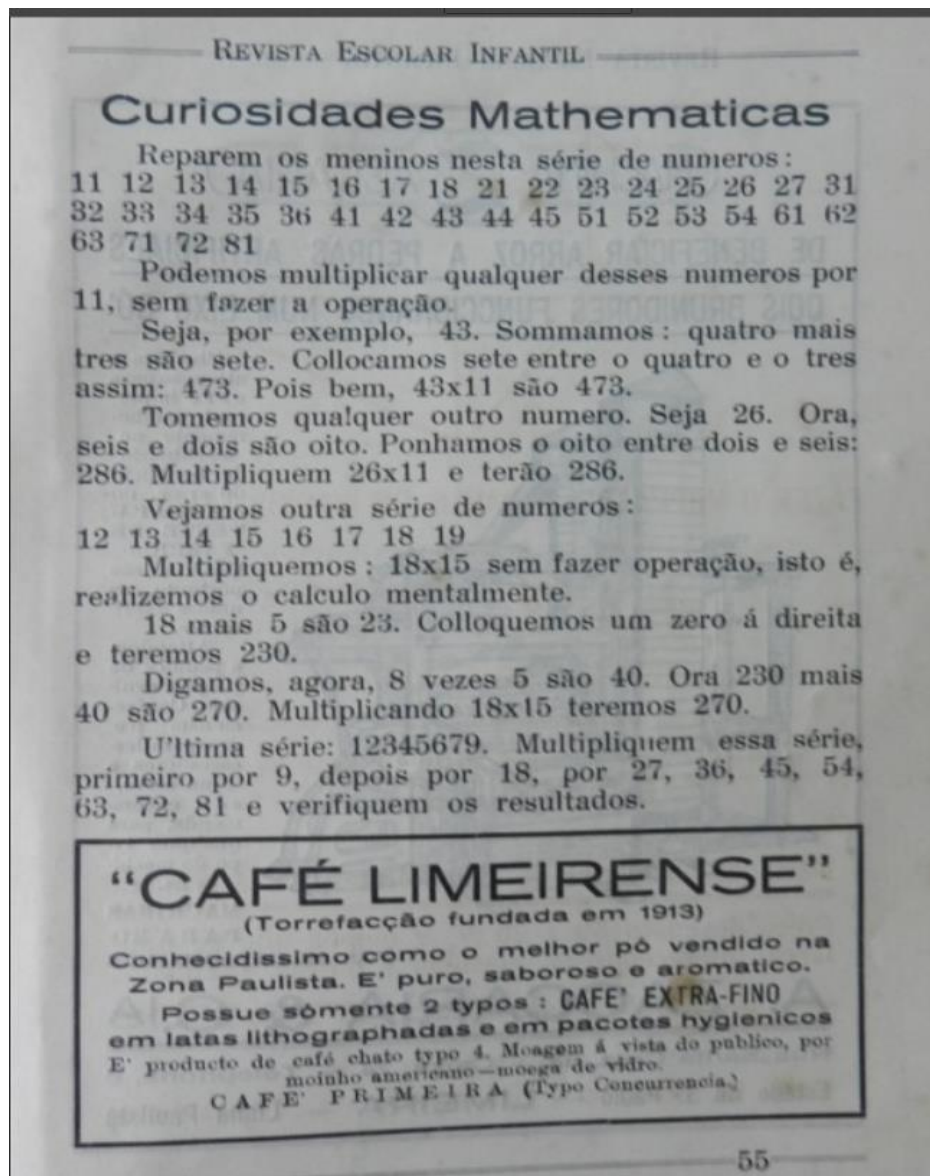 REVISTA ESCOLAR INFANTIL
Curiosidades Mathematicas
Reparem os meninos nesta série de numeros:
11 12 13 14 15 16 17 18 21 22 23 24 25 26 27 31
32 33 34 35 36 41 42 43 44 45 51 52 53 54 61 62
63 71 72 81
Podemos multiplicar qualquer desses numeros por
11, sem fazer a operação.
Seja, por exemplo, 43. Sommamos: quatro mais
tres são sete. Collocamos sete entre o quatro e o tres
assim: 473. Pois bem, 43x11 são 473.
Tomemos qualquer outro numero. Seja 26. Ora,
seis e dois são oito. Ponhamos o oito entre dois e seis:
286. Multipliquem 26x11 e terão 286.
Vejamos outra série de numeros:
12 13 14 15 16 17 18 19
Multipliquemos: 18x15 sem fazer operação, isto é,
realizemos o calculo mentalmente.
18 mais 5 são 23. Colloquemos um zero á direita
e teremos 230.
Digamos, agora, 8 vezes 5 são 40. Ora 230 mais
40 são 270. Multiplicando 18x15 teremos 270.
U'ltima série: 12345679. Multipliquem essa série,
primeiro por 9, depois por 18, por 27, 36, 45, 54,
63, 72, 81 e verifiquem os resultados.
"CAFÉ LIMEIRENSE"
(Torrefacção fundada em 1913)
Conhecidissimo como o melhor pó vendido na
Zona Paulista. E' puro, saboroso e aromatico.
Possue sòmente 2 typos: CAFE' EXTRA-FINO
em latas lithographadas e em pacotes hygienicos
E' producto de café chato typo 4. Moagem á vista do publico, por
moinho americano—moega de vidro.
CAFE' PRIMEIRA (Typo Concurrencia)
55